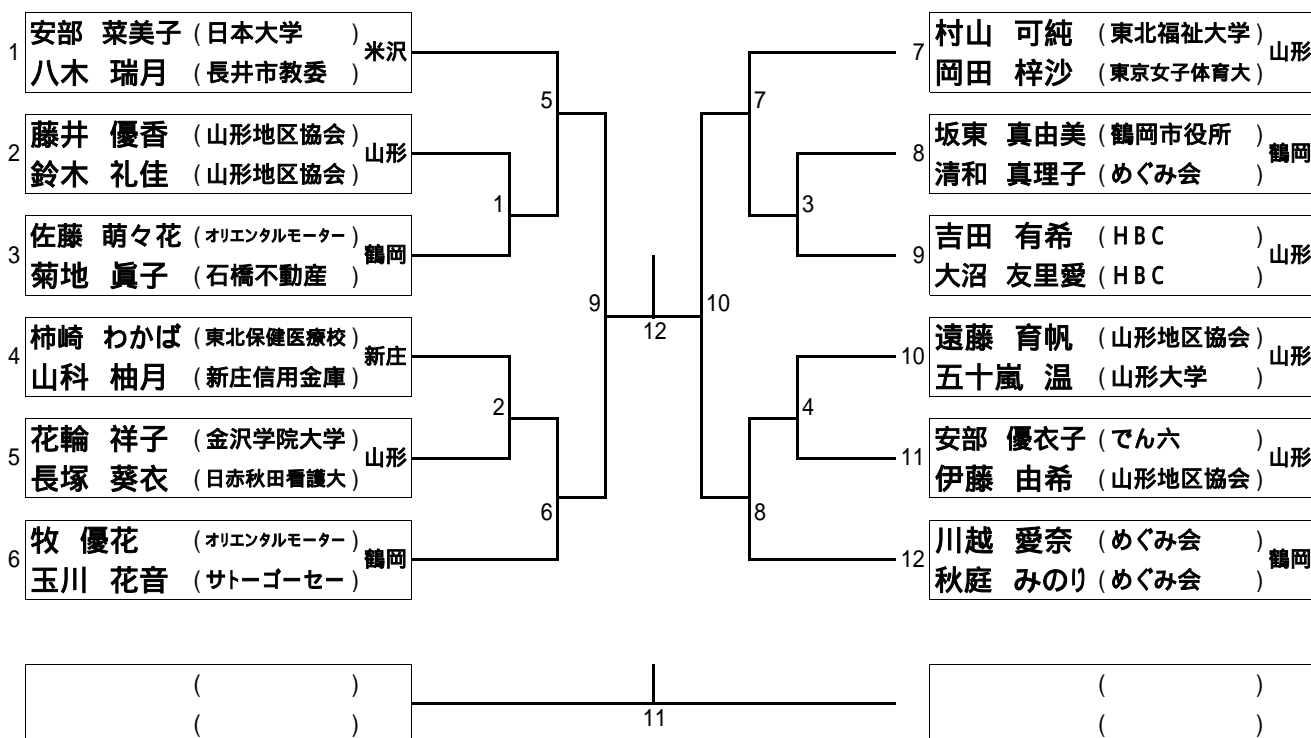 1 安部 菜美子 (日本大学) 米沢
八木 瑞月 (長井市教委)
2 藤井 優香 (山形地区協会) 山形
鈴木 礼佳 (山形地区協会)
3 佐藤 萌々花 (オリエンタルモーター) 鶴岡
菊地 眞子 (石橋不動産)
4 柿崎 わかば (東北保健医療校) 新庄
山科 柚月 (新庄信用金庫)
5 花輪 祥子 (金沢学院大学) 山形
長塚 葵衣 (日赤秋田看護大)
6 牧 優花 (オリエンタルモーター) 鶴岡
玉川 花音 (サトーゴーセー)
5
1
9
2
6
12
7
3
10
4
8
7 村山 可純 (東北福祉大学) 山形
岡田 梓沙 (東京女子体育大)
8 坂東 真由美 (鶴岡市役所) 鶴岡
清和 真理子 (めぐみ会)
9 吉田 有希 (HBC) 山形
大沼 友里愛 (HBC)
10 遠藤 育帆 (山形地区協会) 山形
五十嵐 温 (山形大学)
11 安部 優衣子 (でん六) 山形
伊藤 由希 (山形地区協会)
12 川越 愛奈 (めぐみ会) 鶴岡
秋庭 みのり (めぐみ会)
( ) ( )
( ) ( )
11